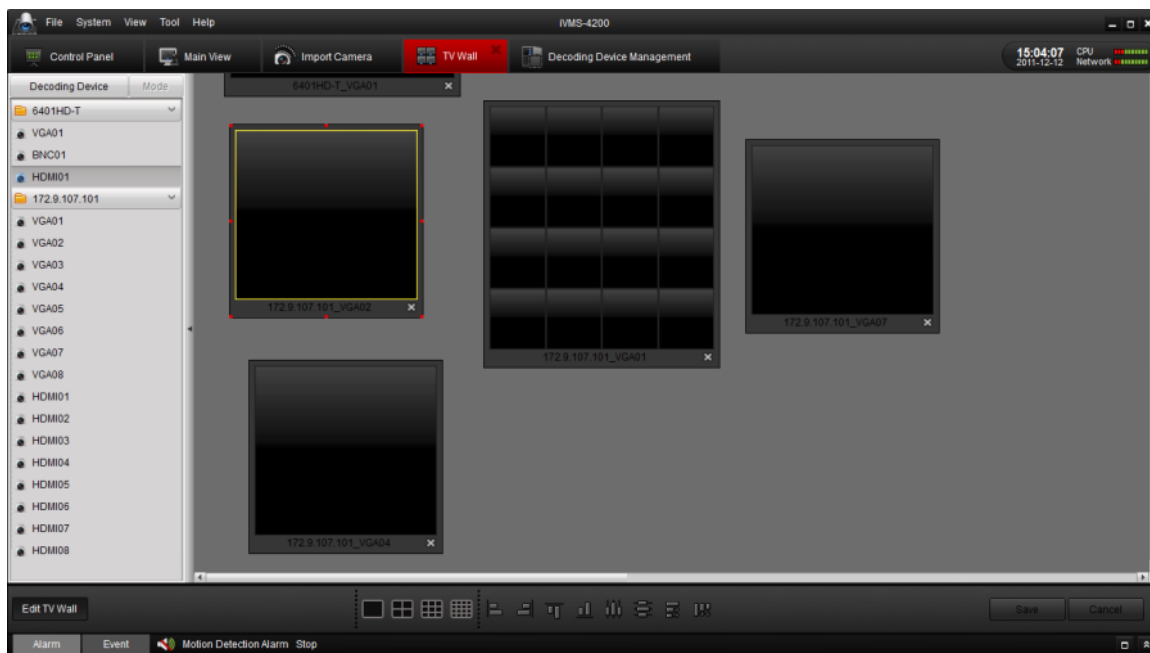 File System View Tool Help
iVMS-4200
Control Panel
Main View
Import Camera
TV Wall
Decoding Device Management
15:04:07
2011-12-12
CPU
Network
Decoding Device
Mode
6401HD-T
VGA01
BNC01
HDMI01
172.9.107.101
VGA01
VGA02
VGA03
VGA04
VGA05
VGA06
VGA07
VGA08
HDMI01
HDMI02
HDMI03
HDMI04
HDMI05
HDMI06
HDMI07
HDMI08
6401HD-T_VGA01
172.9.107.101_VGA02
172.9.107.101_VGA01
172.9.107.101_VGA07
172.9.107.101_VGA04
Edit TV Wall
Save
Cancel
Alarm
Event
Motion Detection Alarm Stop